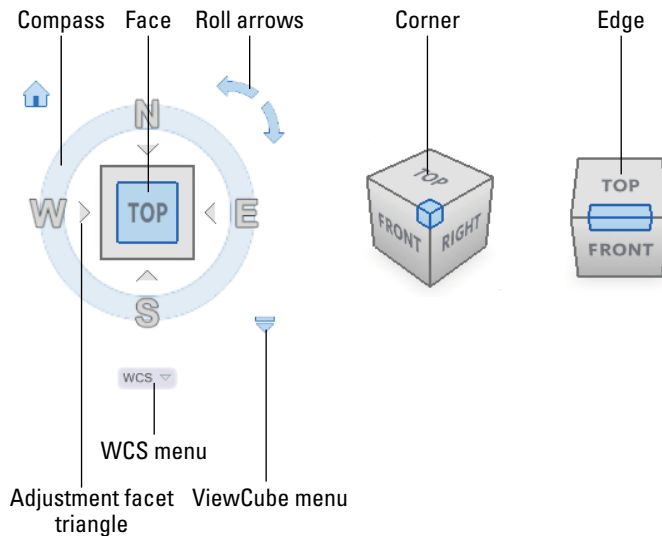 Compass Face Roll arrows Corner Edge
N
W TOP E
S
TOP
FRONT RIGHT
TOP
FRONT
WCS
WCS menu
Adjustment facet
triangle
ViewCube menu